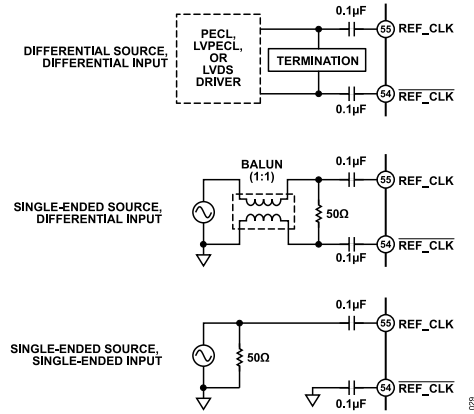 0.1µF
55
REF_CLK
DIFFERENTIAL SOURCE,
DIFFERENTIAL INPUT
PECL,
LVPECL,
OR
LVDS
DRIVER
TERMINATION
54
REF_CLK
0.1µF
BALUN
(1:1)
0.1µF
55
REF_CLK
SINGLE-ENDED SOURCE,
DIFFERENTIAL INPUT
50Ω
54
REF_CLK
0.1µF
0.1µF
55
REF_CLK
SINGLE-ENDED SOURCE,
SINGLE-ENDED INPUT
50Ω
54
REF_CLK
0.1µF
029